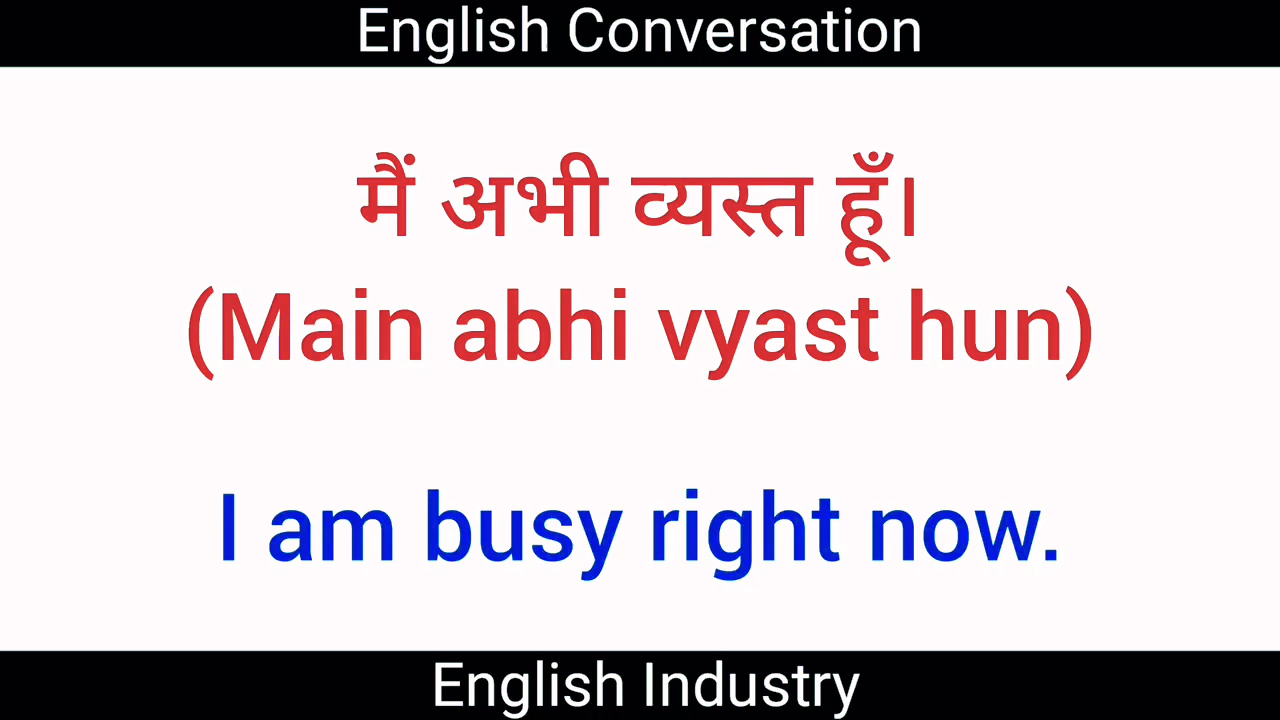 English Conversation
मैं अभी व्यस्त हूँ।
(Main abhi vyast hun)
I am busy right now.
English Industry